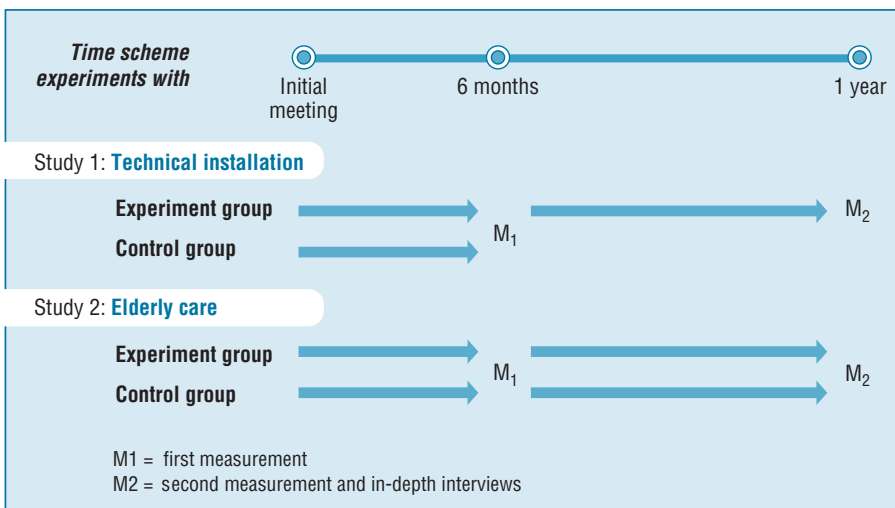 Time scheme
experiments with
Initial
meeting
6 months
1 year
Study 1: Technical installation
Experiment group
Control group
M₁
M₂
Study 2: Elderly care
Experiment group
Control group
M₁
M₂
M1 = first measurement
M2 = second measurement and in-depth interviews